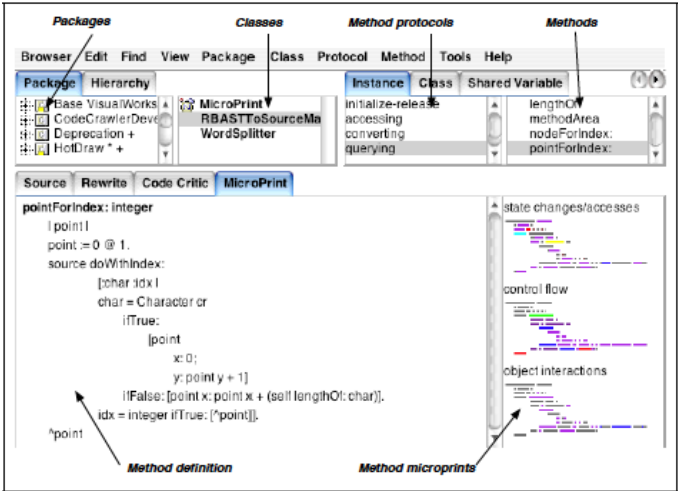 Packages Classes Method protocols Methods
Browser Edit Find View Package Class Protocol Method Tools Help
Package Hierarchy Instance Class Shared Variable
Base VisualWorks MicroPrint initialize-release lengthOf:
CodeCrawlerDeve RBASTToSourceMa accessing methodArea
Deprecation + WordSplitter converting nodeForIndex:
HotDraw * + querying pointForIndex:
Source Rewrite Code Critic MicroPrint
pointForIndex: integer
| point |
point := 0 @ 1.
source doWithIndex:
[:char :idx |
char = Character cr
ifTrue:
[point
x: 0;
y: point y + 1]
ifFalse: [point x: point x + (self lengthOf: char)].
idx = integer ifTrue: [^point]].
^point
state changes/accesses
control flow
object interactions
Method definition Method microprints